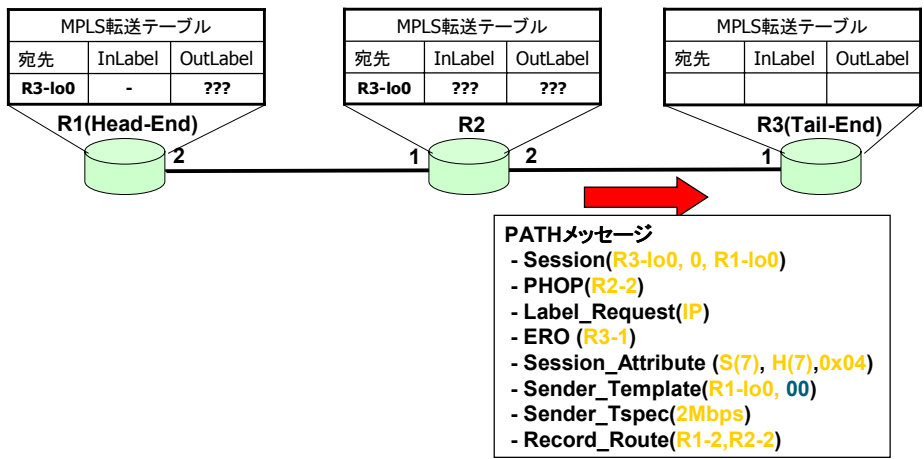 MPLS転送テーブル
宛先 InLabel OutLabel
R3-lo0 - ???
MPLS転送テーブル
宛先 InLabel OutLabel
R3-lo0 ??? ???
MPLS転送テーブル
宛先 InLabel OutLabel
R1(Head-End)
R2
R3(Tail-End)
2
1
2
1
PATHメッセージ
- Session(R3-lo0, 0, R1-lo0)
- PHOP(R2-2)
- Label_Request(IP)
- ERO (R3-1)
- Session_Attribute (S(7), H(7),0x04)
- Sender_Template(R1-lo0, 00)
- Sender_Tspec(2Mbps)
- Record_Route(R1-2,R2-2)